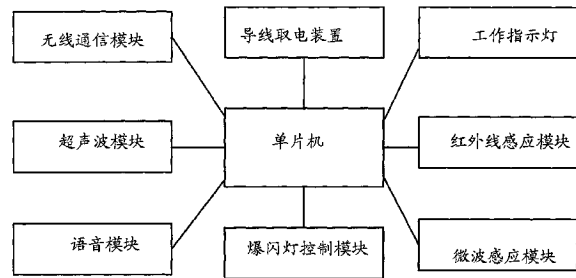 无线通信模块
导线取电装置
工作指示灯
超声波模块
单片机
红外线感应模块
语音模块
爆闪灯控制模块
微波感应模块